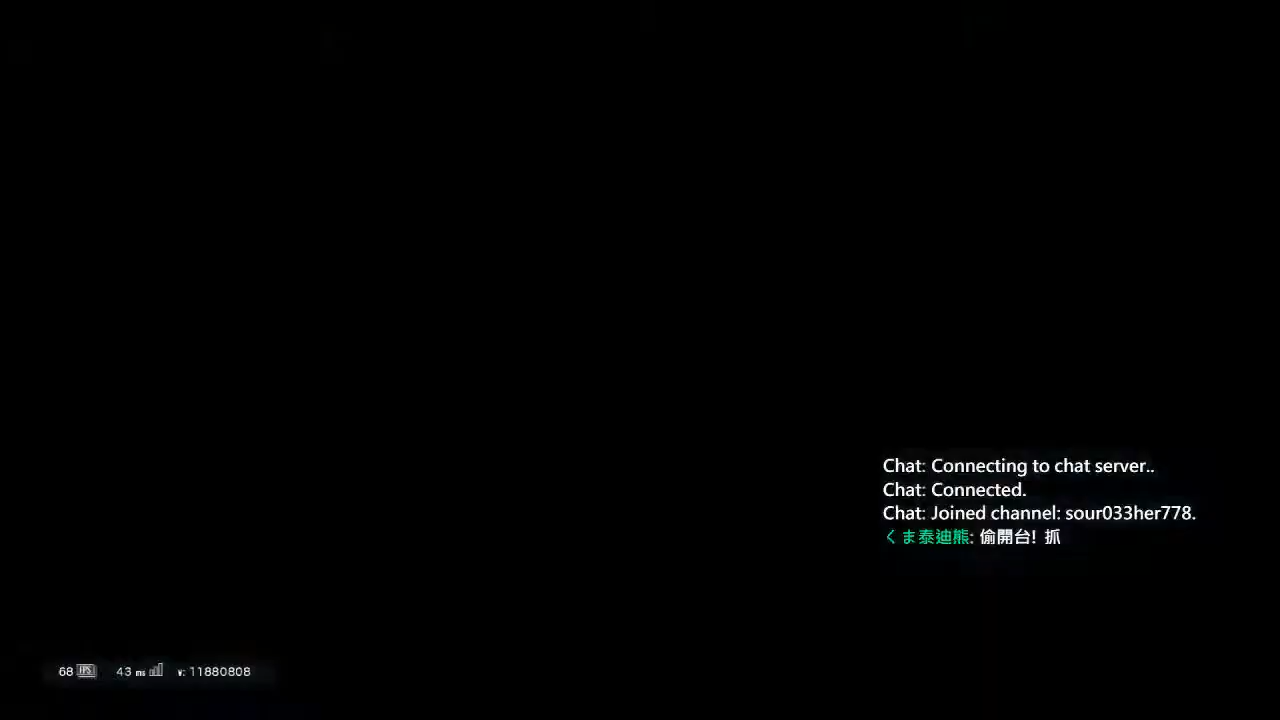 Chat: Connecting to chat server..
Chat: Connected.
Chat: Joined channel: sour033her778.
くま泰迪熊: 偷開台! 抓
68 FPS 43 ms v: 11880808